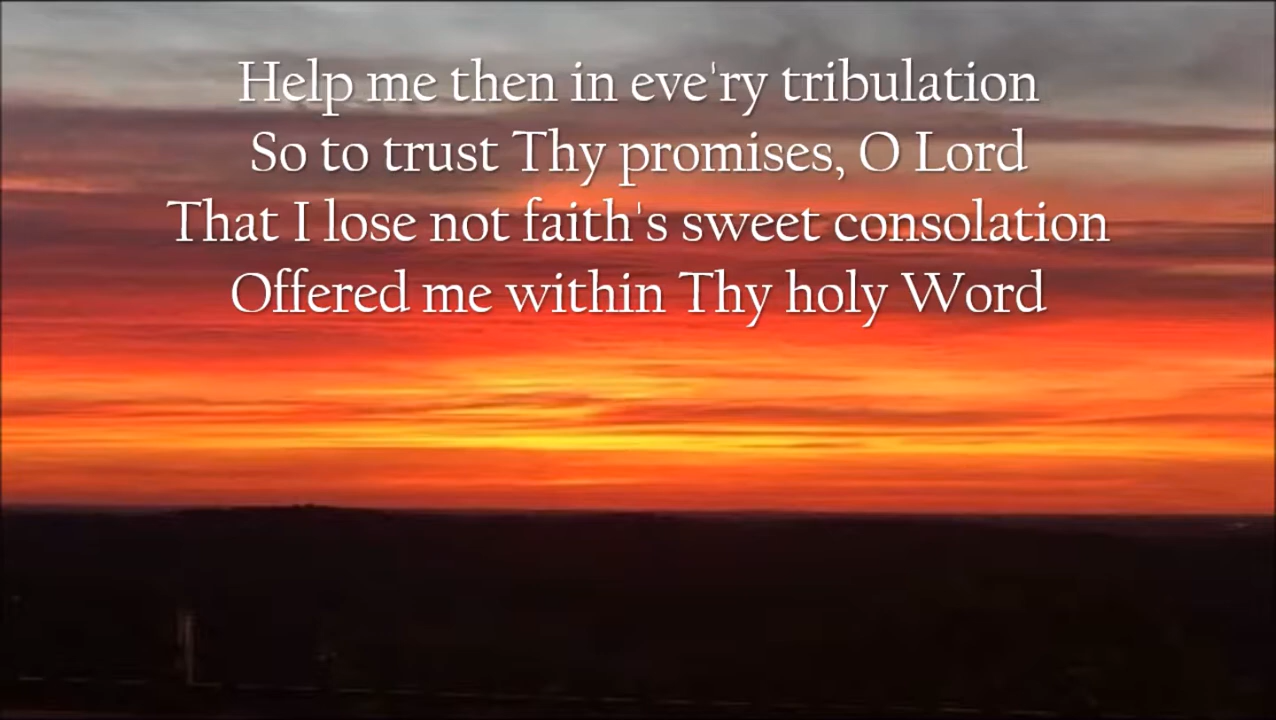 Help me then in eve'ry tribulation
So to trust Thy promises, O Lord
That I lose not faith's sweet consolation
Offered me within Thy holy Word